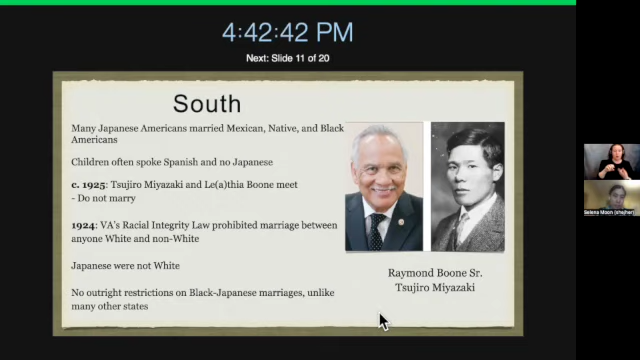 4:42:42 PM
Next: Slide 11 of 20
South
Many Japanese Americans married Mexican, Native, and Black
Americans
Children often spoke Spanish and no Japanese
c. 1925: Tsujiro Miyazaki and Le(a)thia Boone meet
- Do not marry
1924: VA's Racial Integrity Law prohibited marriage between
anyone White and non-White
Japanese were not White
No outright restrictions on Black-Japanese marriages, unlike
many other states
Raymond Boone Sr.
Tsujiro Miyazaki
Selena Moon (she/her)